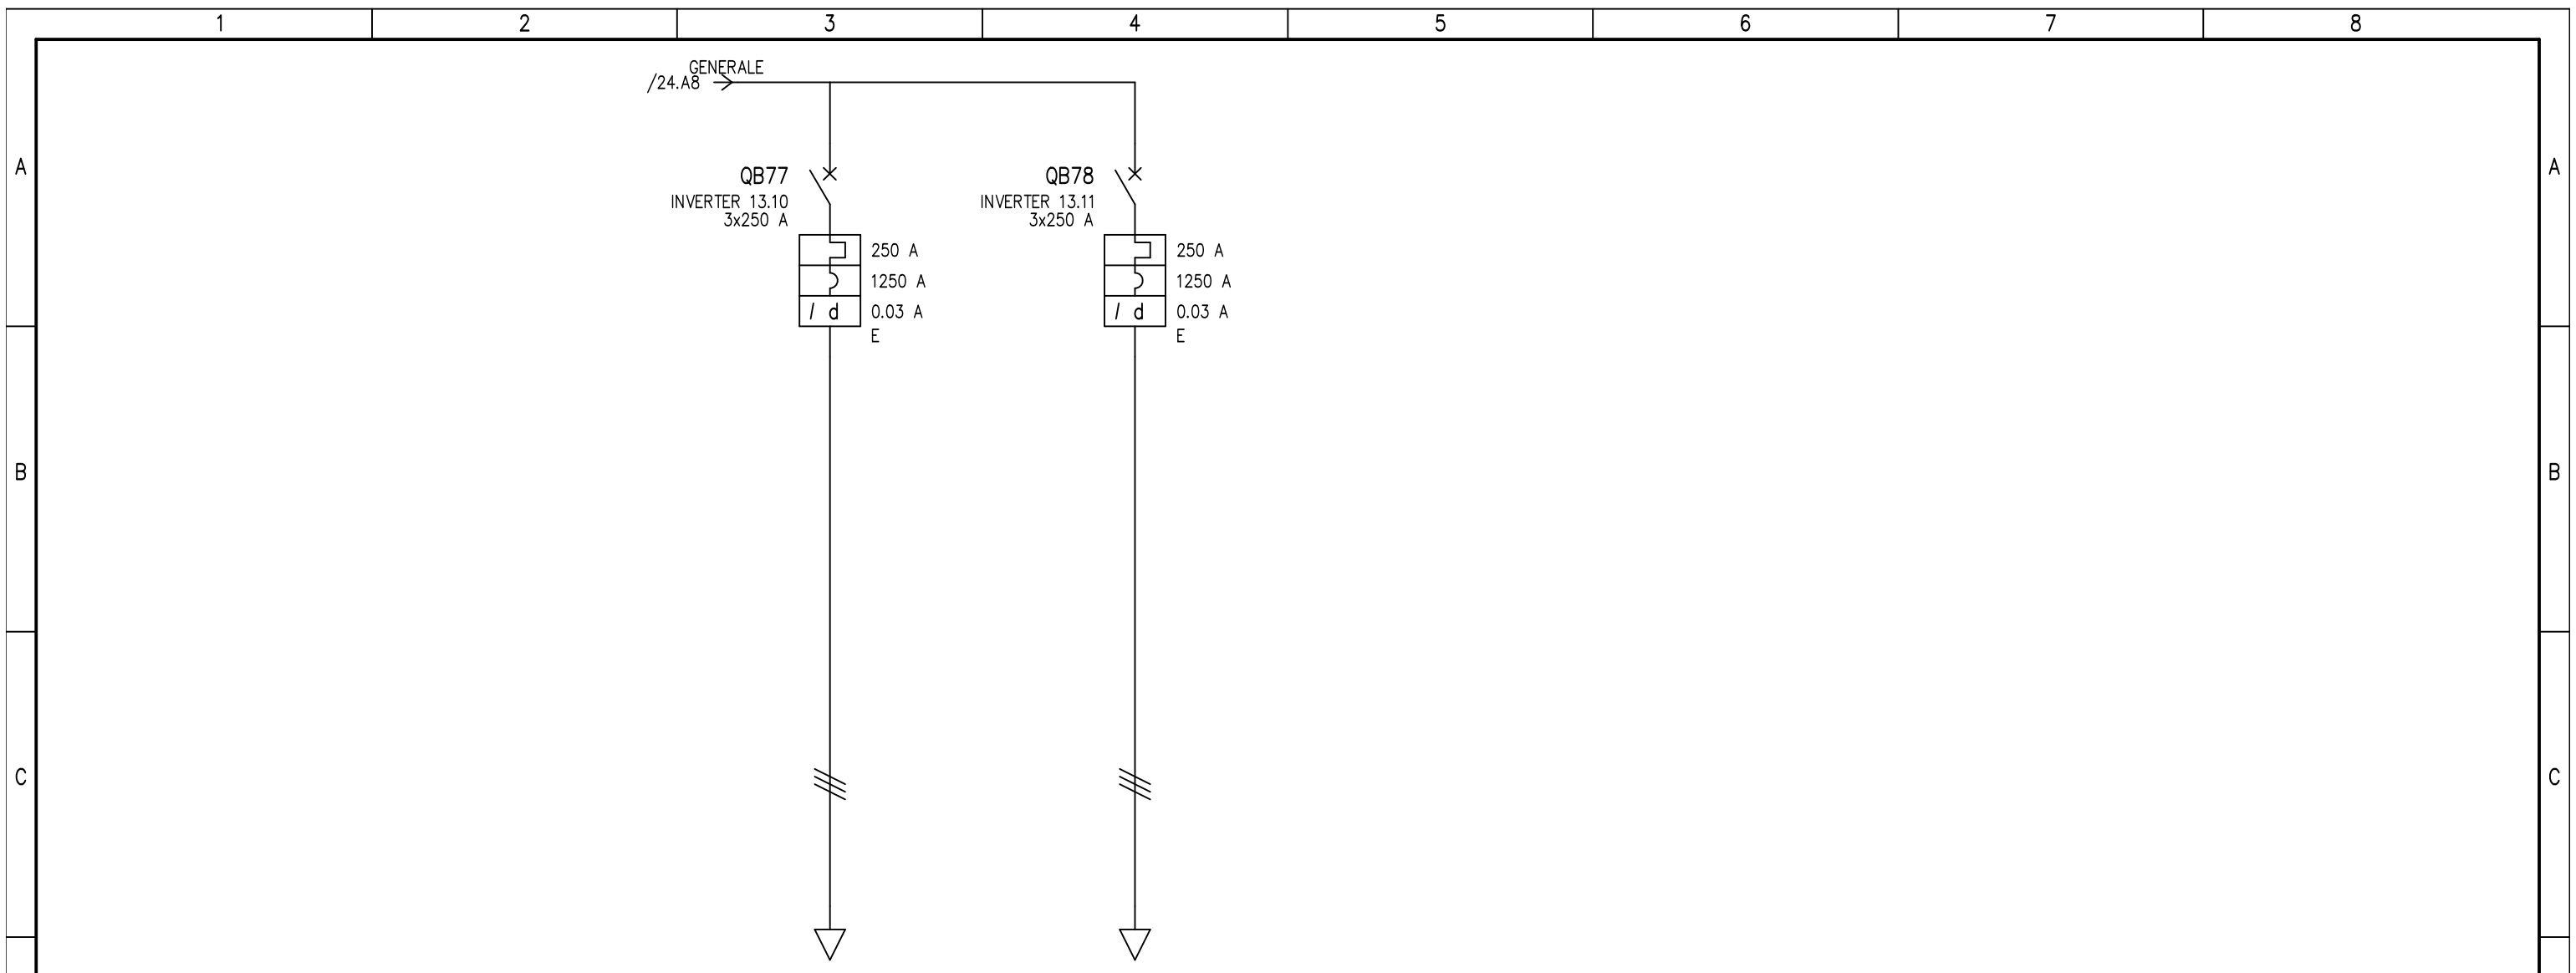 1 2 3 4 5 6 7 8
GENERALE
/24.A8
A A
QB77 QB78
INVERTER 13.10 INVERTER 13.11
3x250 A 3x250 A
250 A 250 A
1250 A 1250 A
I d 0.03 A I d 0.03 A
E E
B B
C C